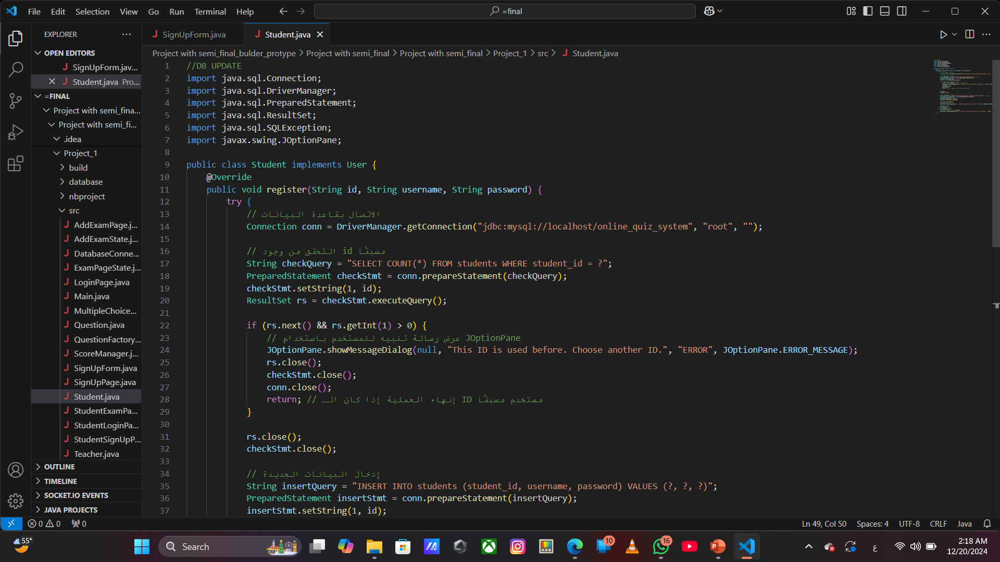 File Edit Selection View Go Run Terminal Help
=final
EXPLORER
OPEN EDITORS
SignUpForm.jav...
Student.java Pro...
=FINAL
Project with semi_fina...
Project with semi_fi...
.idea
Project_1
build
database
nbproject
src
AddExamPage.j...
AddExamState.j...
DatabaseConne...
ExamPageState.j...
LoginPage.java
Main.java
MultipleChoice...
Question.java
QuestionFactory...
ScoreManager.j...
SignUpForm.java
SignUpPage.java
Student.java
StudentExamPa...
StudentLoginPa...
StudentSignUpP...
Teacher.java
OUTLINE
TIMELINE
SOCKET.IO EVENTS
JAVA PROJECTS
SignUpForm.java Student.java
Project with semi_final_bulder_protype > Project with semi_final > Project with semi_final > Project_1 > src > Student.java
1 //DB UPDATE
2 import java.sql.Connection;
3 import java.sql.DriverManager;
4 import java.sql.PreparedStatement;
5 import java.sql.ResultSet;
6 import java.sql.SQLException;
7 import javax.swing.JOptionPane;
8
9 public class Student implements User {
10 @Override
11 public void register(String id, String username, String password) {
12 try {
13 // الاتصال بقاعدة البيانات
14 Connection conn = DriverManager.getConnection("jdbc:mysql://localhost/online_quiz_system", "root", "");
15
16 // التحقق من وجود id مسبقًا
17 String checkQuery = "SELECT COUNT(*) FROM students WHERE student_id = ?";
18 PreparedStatement checkStmt = conn.prepareStatement(checkQuery);
19 checkStmt.setString(1, id);
20 ResultSet rs = checkStmt.executeQuery();
21
22 if (rs.next() && rs.getInt(1) > 0) {
23 // عرض رسالة تنبيه للمستخدم باستخدام JOptionPane
24 JOptionPane.showMessageDialog(null, "This ID is used before. Choose another ID.", "ERROR", JOptionPane.ERROR_MESSAGE);
25 rs.close();
26 checkStmt.close();
27 conn.close();
28 return; // إنهاء العملية إذا كان الـ ID مستخدم مسبقًا
29 }
30
31 rs.close();
32 checkStmt.close();
33
34 // إدخال البيانات الجديدة
35 String insertQuery = "INSERT INTO students (student_id, username, password) VALUES (?, ?, ?)";
36 PreparedStatement insertStmt = conn.prepareStatement(insertQuery);
37 insertStmt.setString(1, id);
0 0 0
Ln 49, Col 50 Spaces: 4 UTF-8 CRLF Java
55°
Search
10
16
ع
2:18 AM
12/20/2024